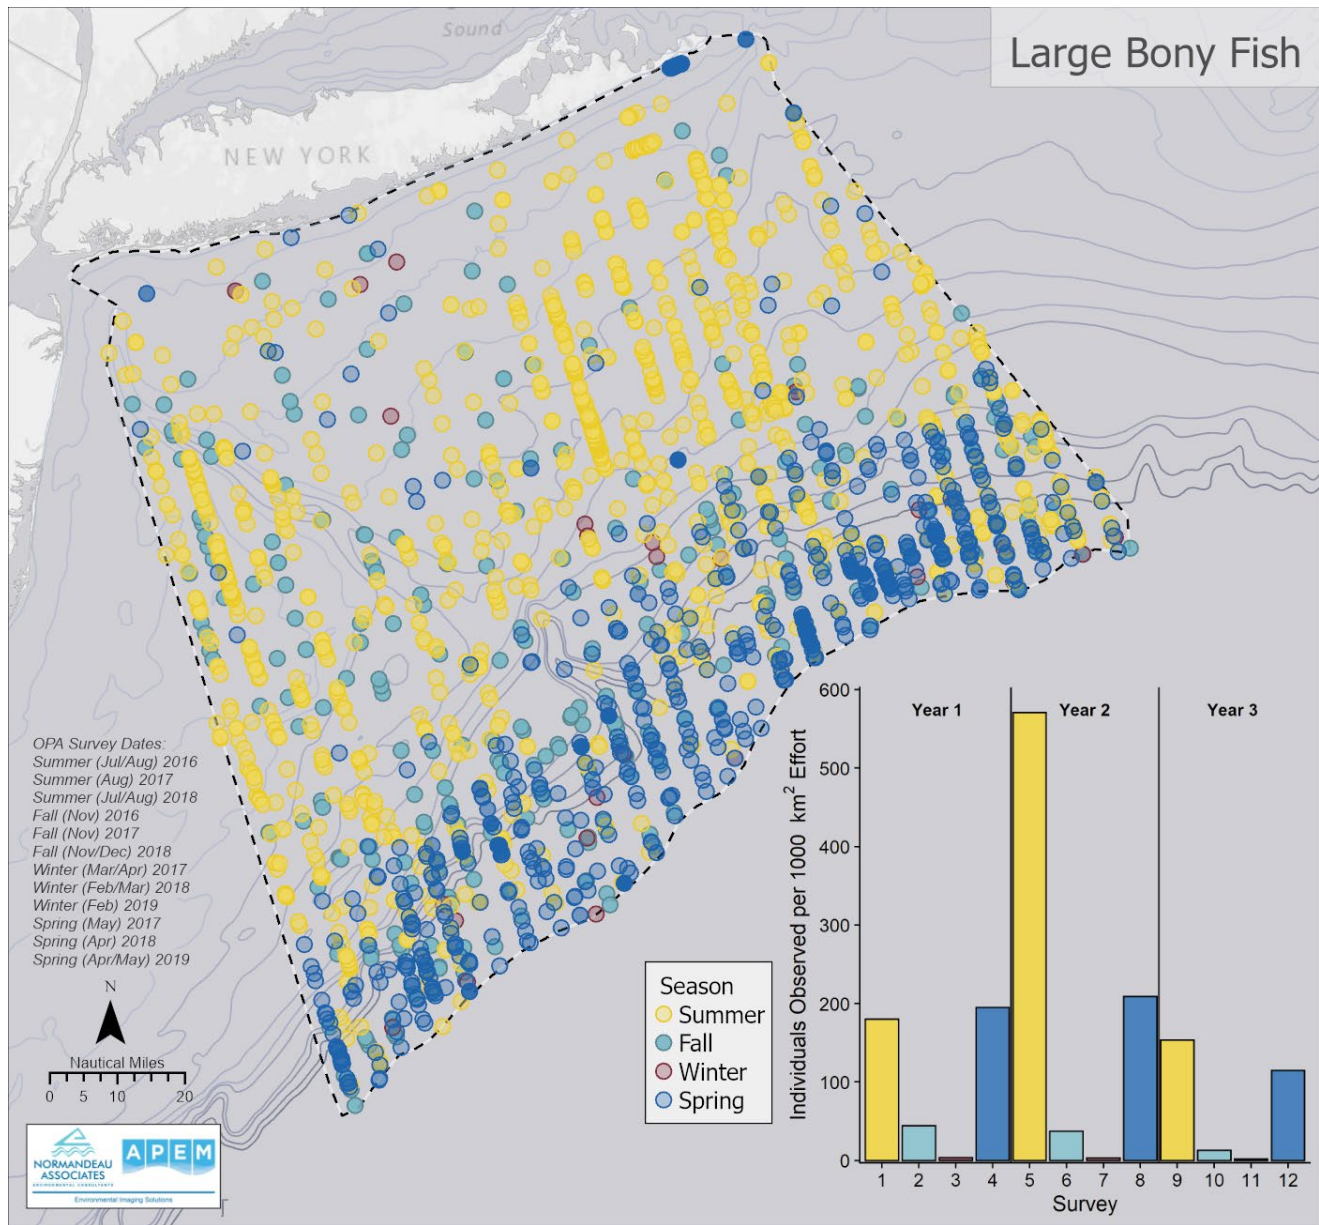 Sound
Large Bony Fish
NEW YORK
OPA Survey Dates:
Summer (Jul/Aug) 2016
Summer (Aug) 2017
Summer (Jul/Aug) 2018
Fall (Nov) 2016
Fall (Nov) 2017
Fall (Nov/Dec) 2018
Winter (Mar/Apr) 2017
Winter (Feb/Mar) 2018
Winter (Feb) 2019
Spring (May) 2017
Spring (Apr) 2018
Spring (Apr/May) 2019
N
Nautical Miles
0 5 10 20
NORMANDEAU
ASSOCIATES
ENVIRONMENTAL CONSULTANTS
APEM
Environmental Imaging Solutions
Season
Summer
Fall
Winter
Spring
Individuals Observed per 1000 km² Effort
600
500
400
300
200
100
0
Year 1 Year 2 Year 3
1 2 3 4 5 6 7 8 9 10 11 12
Survey